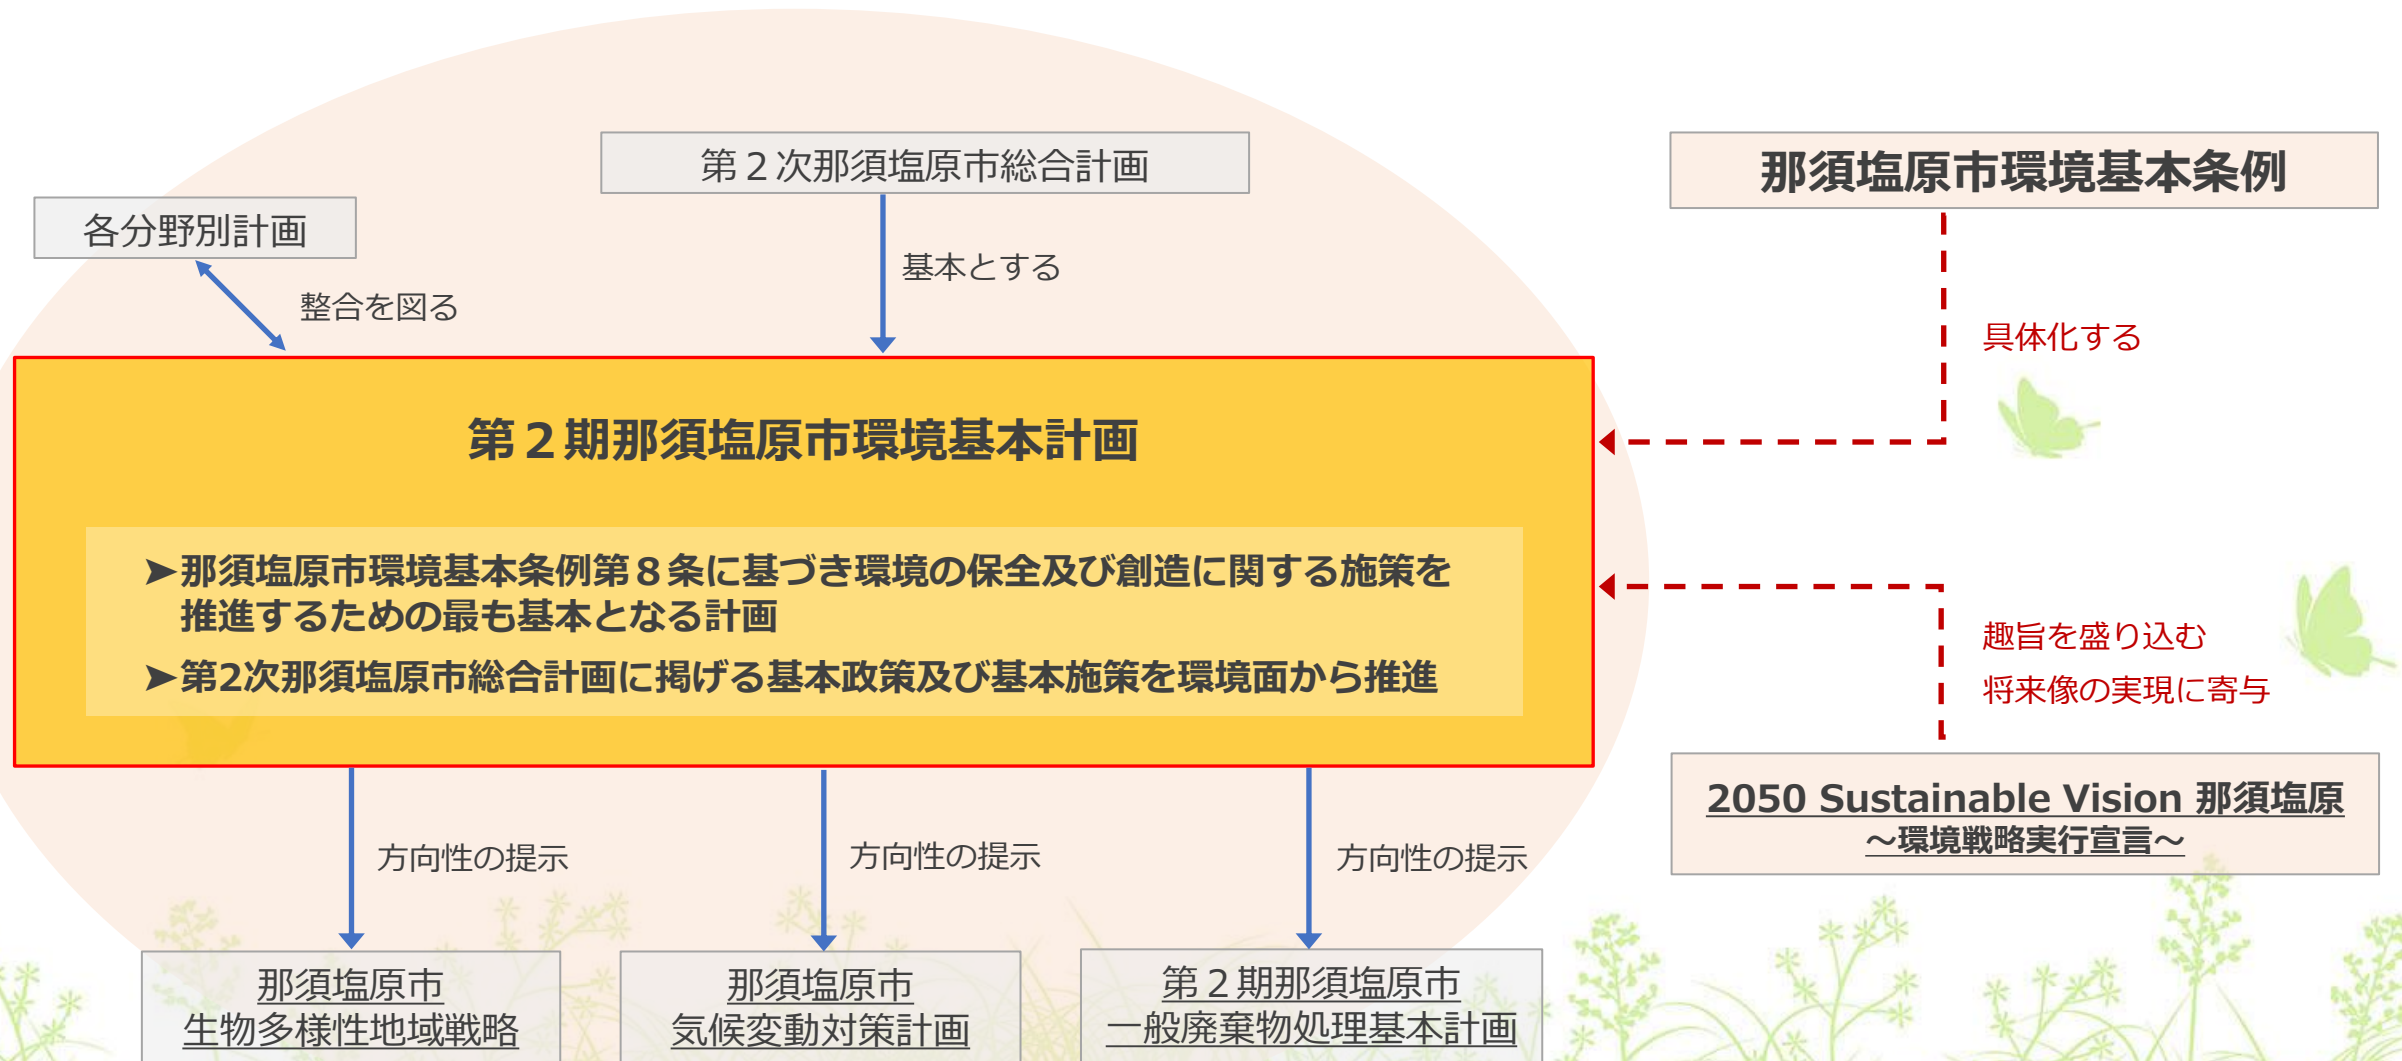 第２次那須塩原市総合計画
那須塩原市環境基本条例
各分野別計画
基本とする
整合を図る
具体化する
第２期那須塩原市環境基本計画
➤那須塩原市環境基本条例第８条に基づき環境の保全及び創造に関する施策を
推進するための最も基本となる計画
➤第2次那須塩原市総合計画に掲げる基本政策及び基本施策を環境面から推進
趣旨を盛り込む
将来像の実現に寄与
2050 Sustainable Vision 那須塩原
～環境戦略実行宣言～
方向性の提示
方向性の提示
方向性の提示
那須塩原市
生物多様性地域戦略
那須塩原市
気候変動対策計画
第２期那須塩原市
一般廃棄物処理基本計画